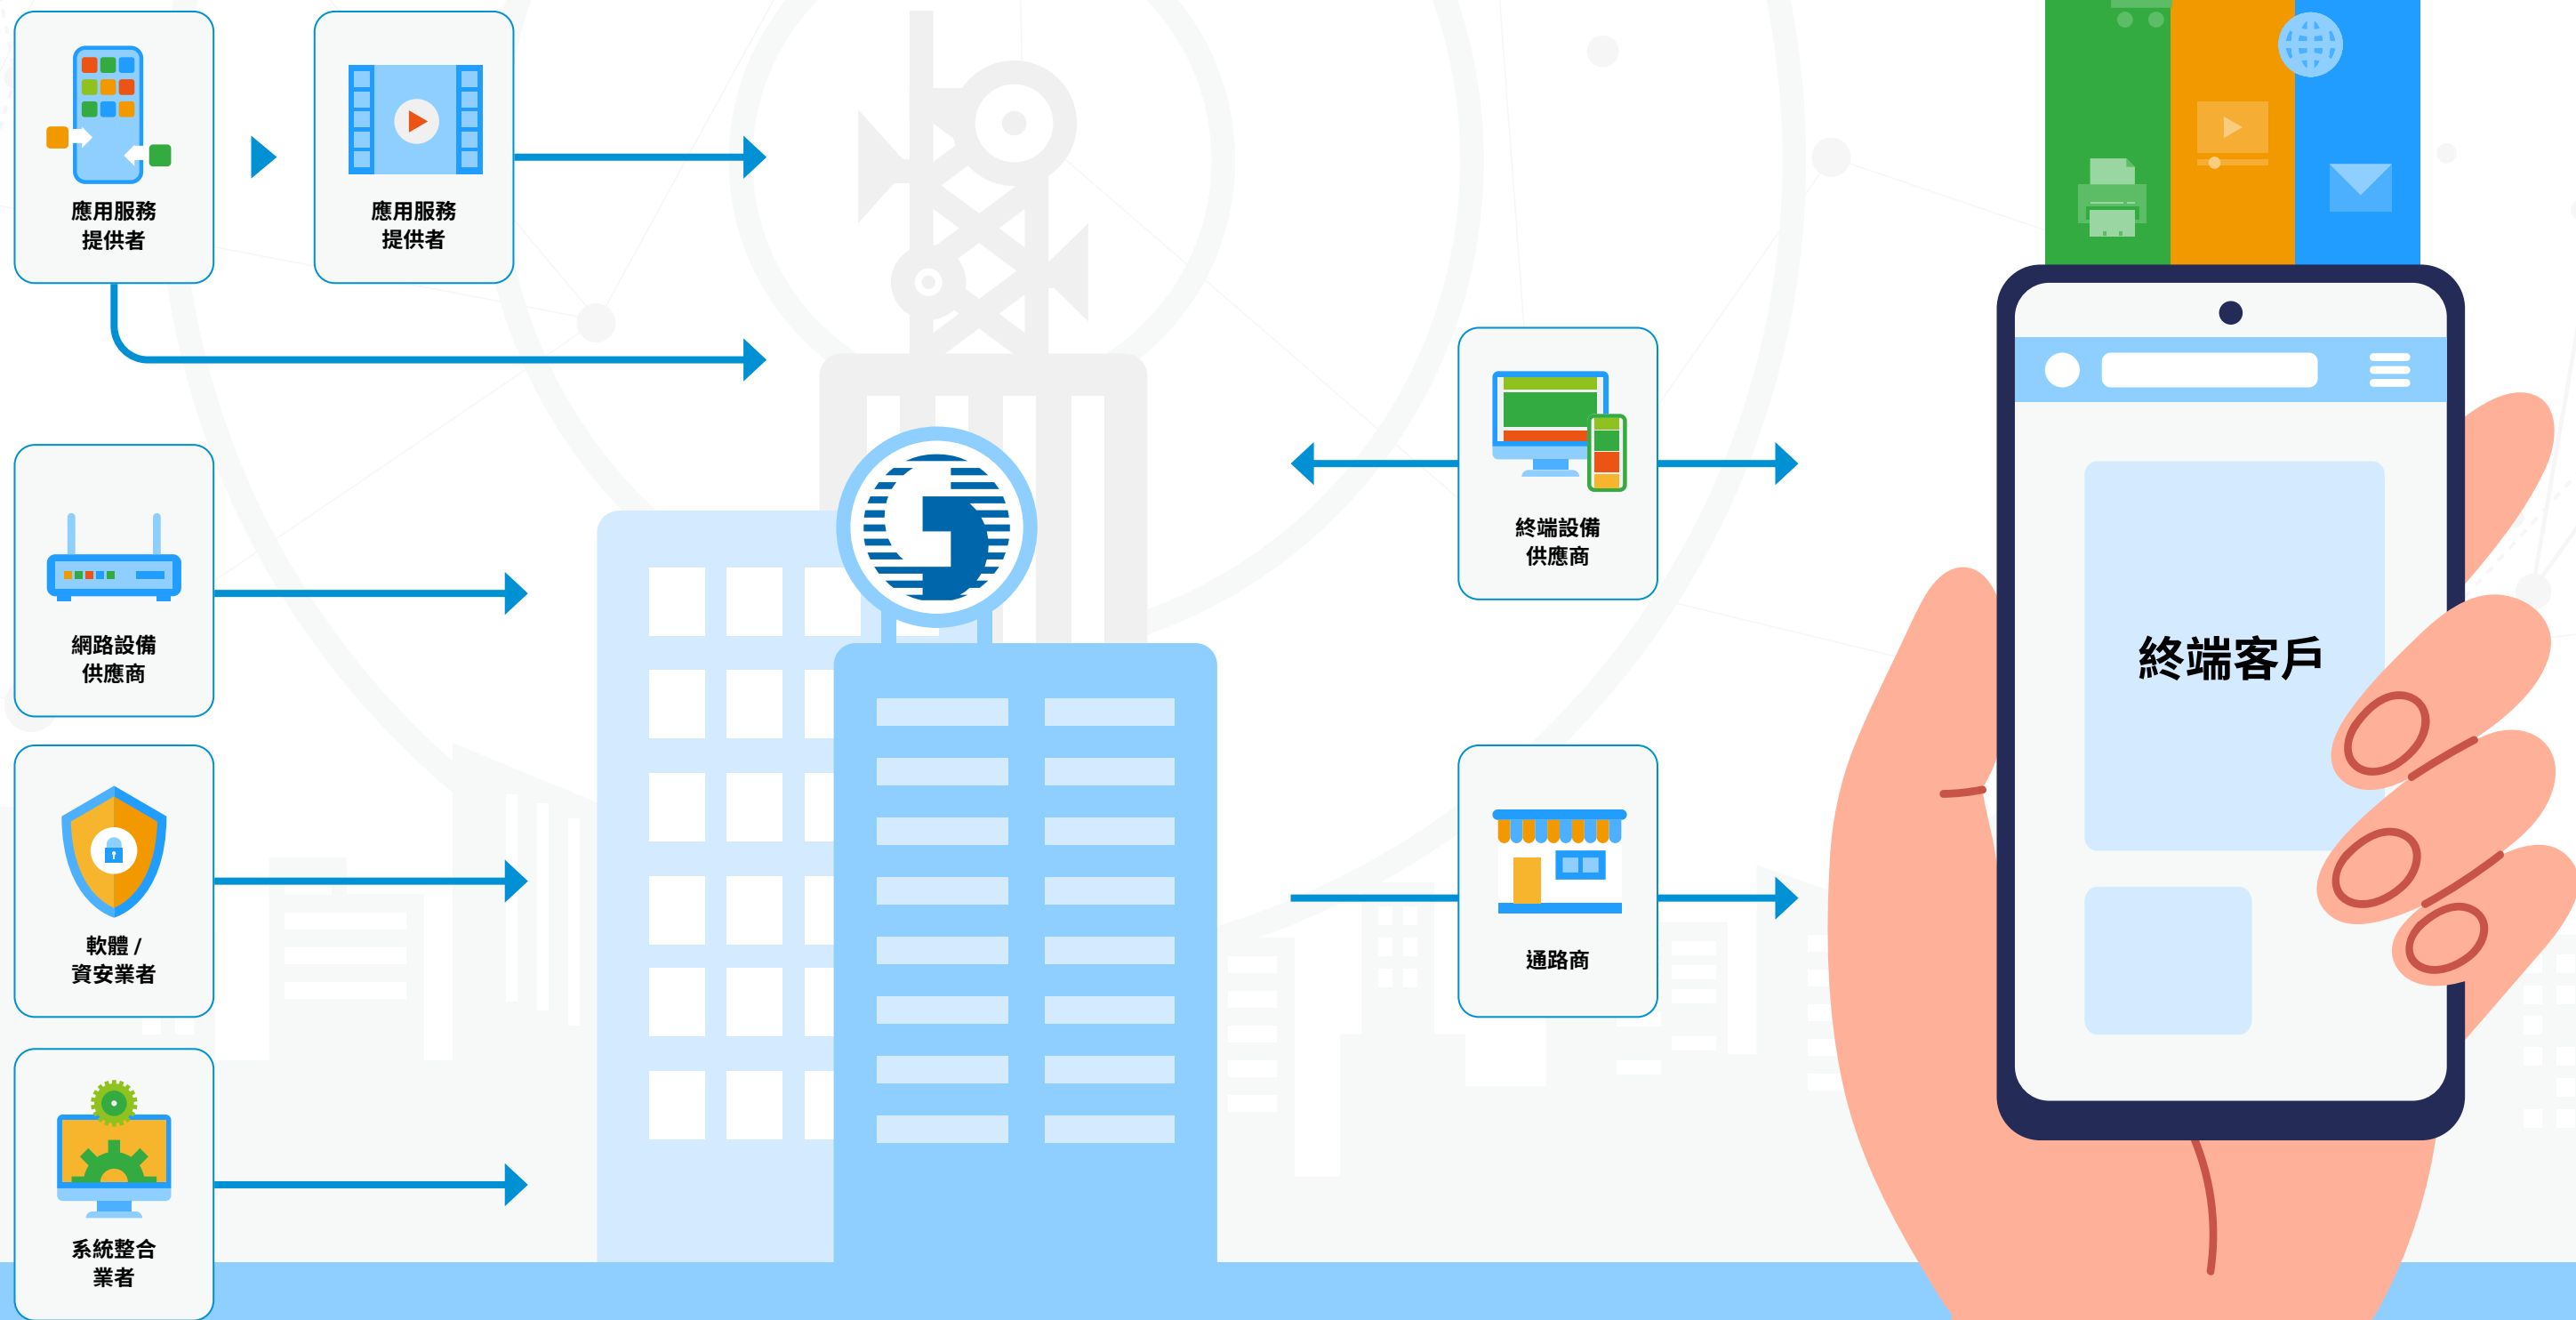 應用服務
提供者
應用服務
提供者
網路設備
供應商
軟體 /
資安業者
系統整合
業者
終端設備
供應商
通路商
終端客戶